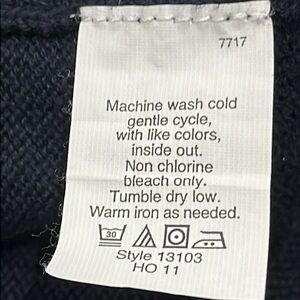 7717
Machine wash cold
gentle cycle,
with like colors,
inside out.
Non chlorine
bleach only.
Tumble dry low.
Warm iron as needed.
30
Style 13103
HO 11